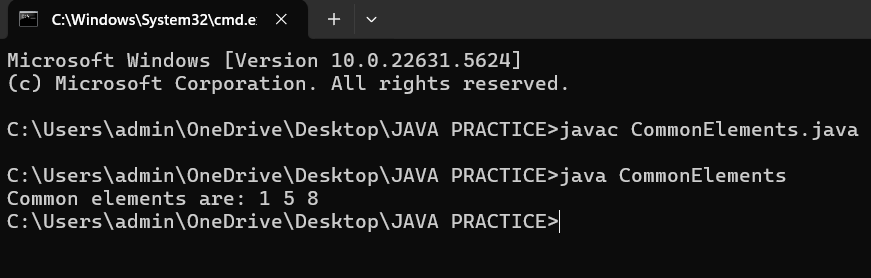 C:\Windows\System32\cmd.e
Microsoft Windows [Version 10.0.22631.5624]
(c) Microsoft Corporation. All rights reserved.
C:\Users\admin\OneDrive\Desktop\JAVA PRACTICE>javac CommonElements.java
C:\Users\admin\OneDrive\Desktop\JAVA PRACTICE>java CommonElements
Common elements are: 1 5 8
C:\Users\admin\OneDrive\Desktop\JAVA PRACTICE>